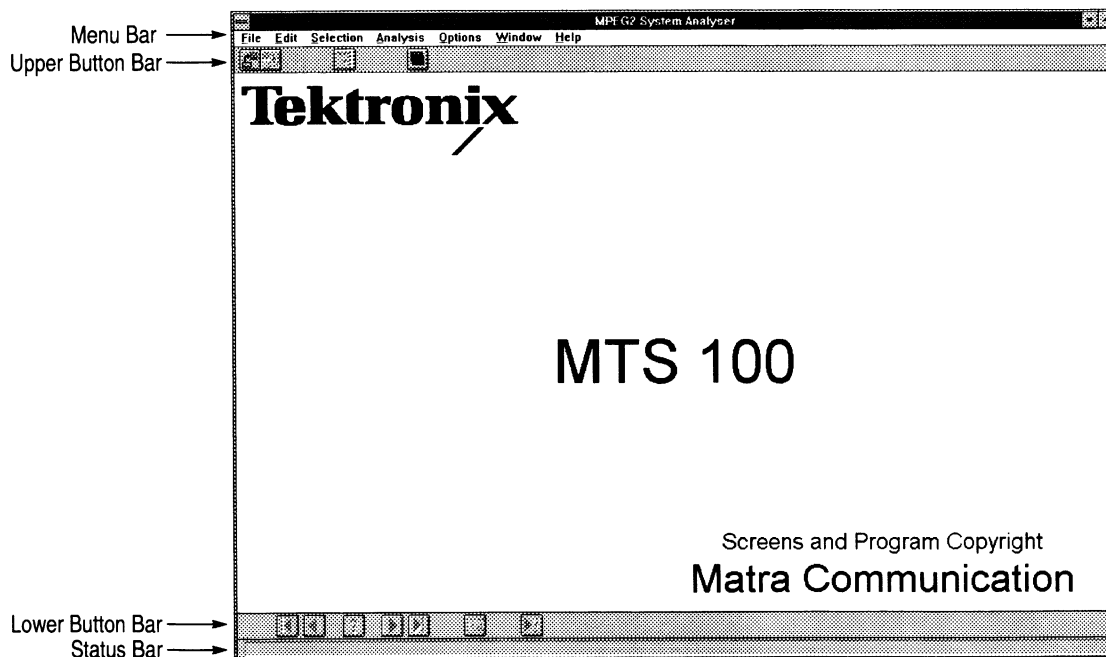 MPEG2 System Analyser
Menu Bar
File Edit Selection Analysis Options Window Help
Upper Button Bar
Tektronix
MTS 100
Screens and Program Copyright
Matra Communication
Lower Button Bar
Status Bar